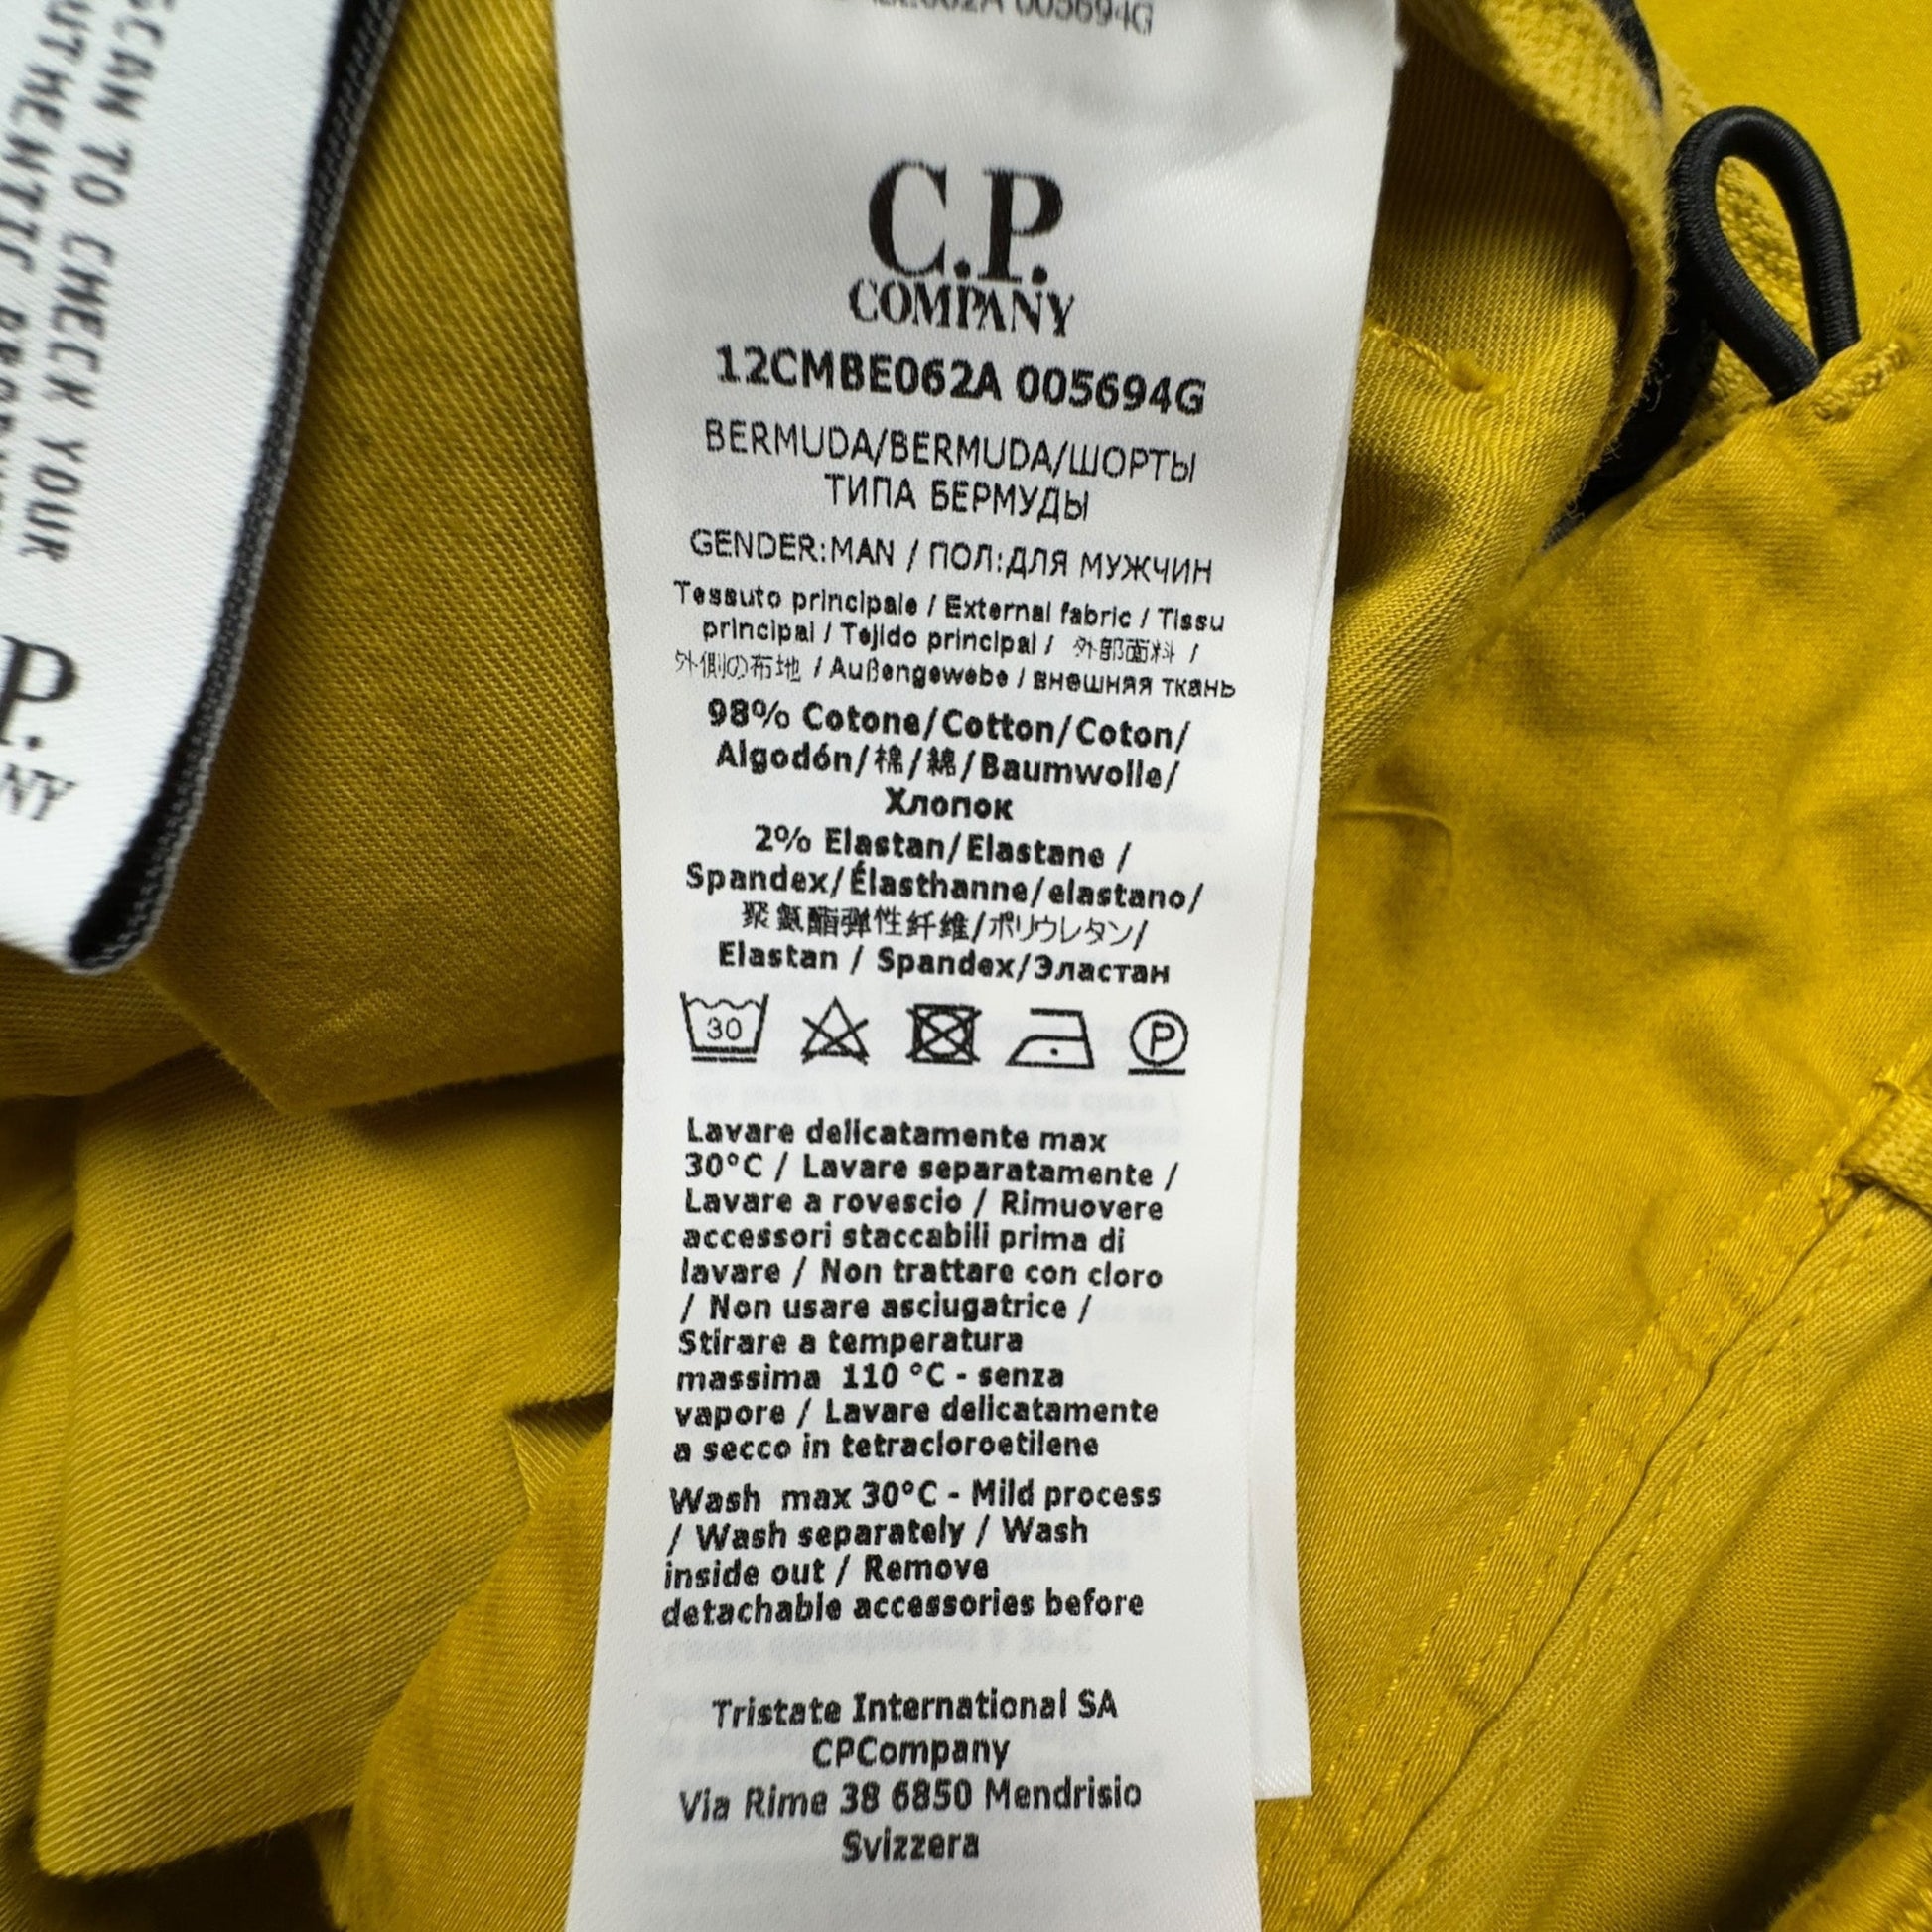 005694G
C.P.
COMPANY
12CMBE062A 005694G
BERMUDA/BERMUDA/ШОРТЫ
ТИПА БЕРМУДЫ
GENDER:MAN / ПОЛ:ДЛЯ МУЖЧИН
Tessuto principale / External fabric / Tissu
principal / Tejido principal / 外部面料 /
外側の布地 / Außengewebe / внешняя ткань
98% Cotone/Cotton/Coton/
Algodón/棉/綿/Baumwolle/
Хлопок
2% Elastan/Elastane /
Spandex/Élasthanne/elastano/
聚氨酯弹性纤维/ポリウレタン/
Elastan / Spandex/Эластан
30
P
Lavare delicatamente max
30°C / Lavare separatamente /
Lavare a rovescio / Rimuovere
accessori staccabili prima di
lavare / Non trattare con cloro
/ Non usare asciugatrice /
Stirare a temperatura
massima 110 °C - senza
vapore / Lavare delicatamente
a secco in tetracloroetilene
Wash max 30°C - Mild process
/ Wash separately / Wash
inside out / Remove
detachable accessories before
Tristate International SA
CPCompany
Via Rime 38 6850 Mendrisio
Svizzera
SCAN TO CHECK YOUR
P.
NY